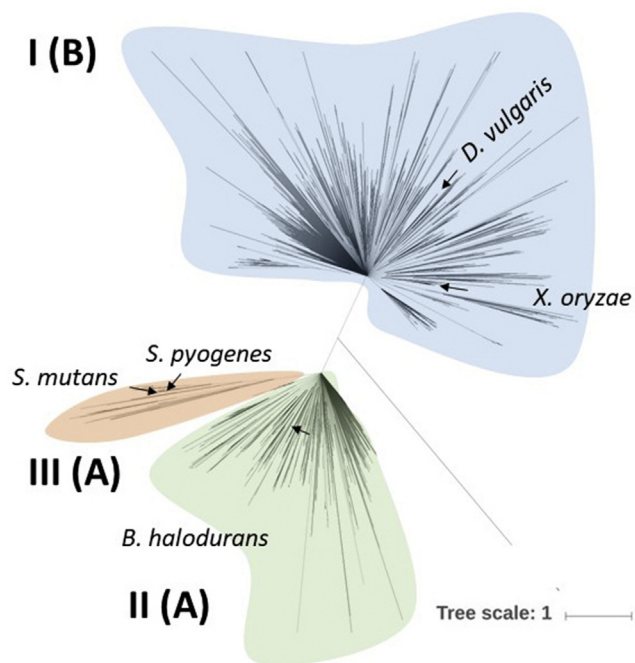 I (B)
D. vulgaris
X. oryzae
S. pyogenes
S. mutans
III (A)
B. halodurans
II (A)
Tree scale: 1